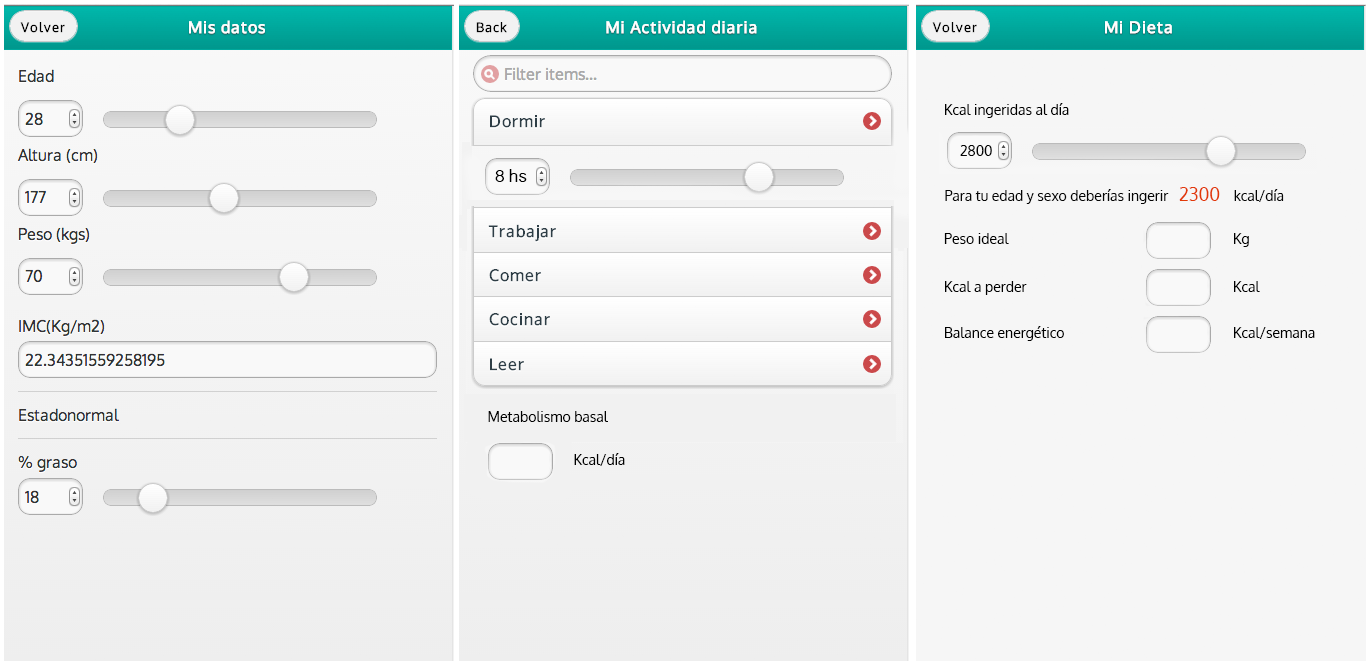 Volver
Mis datos
Edad
28
Altura (cm)
177
Peso (kgs)
70
IMC(Kg/m2)
22.34351559258195
Estadonormal
% graso
18
Back
Mi Actividad diaria
Filter items...
Dormir
8 hs
Trabajar
Comer
Cocinar
Leer
Metabolismo basal
Kcal/día
Volver
Mi Dieta
Kcal ingeridas al día
2800
Para tu edad y sexo deberías ingerir 2300 kcal/día
Peso ideal Kg
Kcal a perder Kcal
Balance energético Kcal/semana